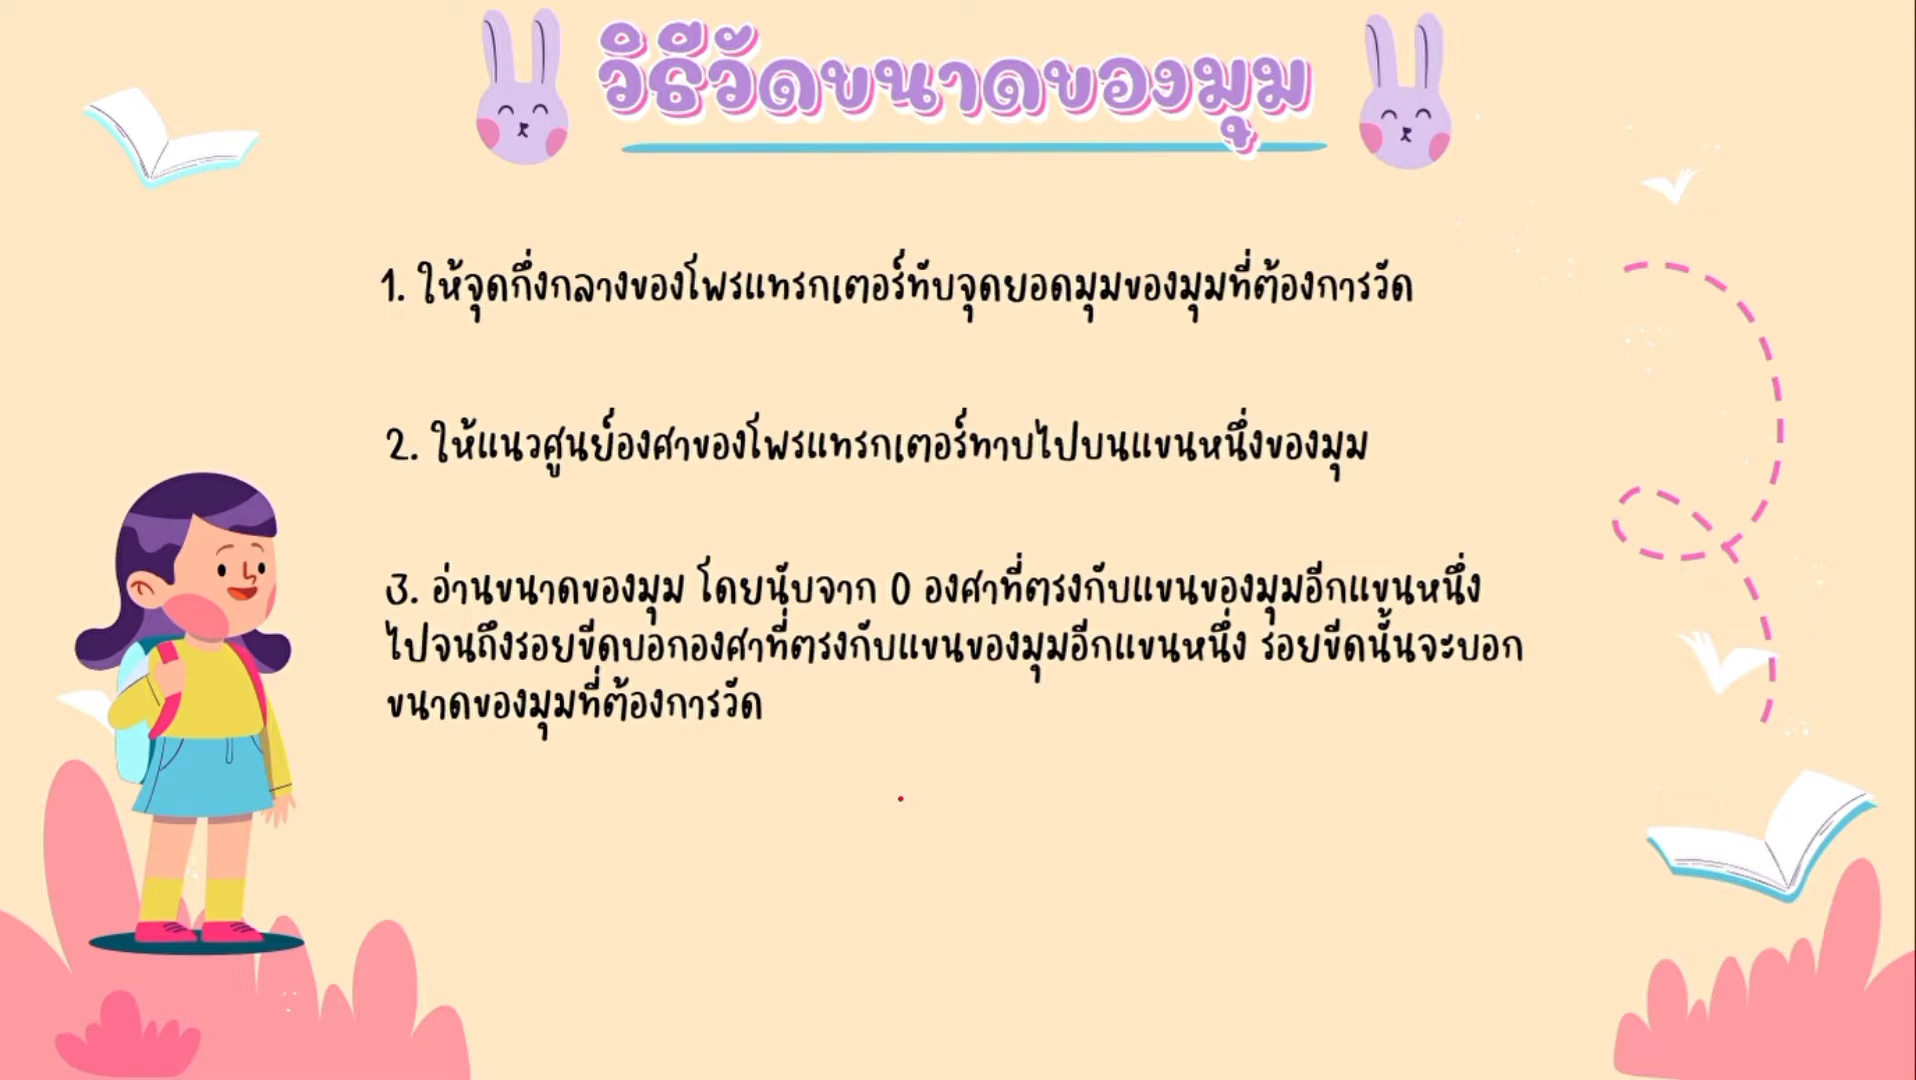 วิธีวัดขนาดของมุม
1. ให้จุดกึ่งกลางของโพรแทรกเตอร์ทับจุดยอดมุมของมุมที่ต้องการวัด
2. ให้แนวศูนย์องศาของโพรแทรกเตอร์ทาบไปบนแขนหนึ่งของมุม
3. อ่านขนาดของมุม โดยนับจาก 0 องศาที่ตรงกับแขนของมุมอีกแขนหนึ่ง
ไปจนถึงรอยขีดบอกองศาที่ตรงกับแขนของมุมอีกแขนหนึ่ง รอยขีดนั้นจะบอก
ขนาดของมุมที่ต้องการวัด